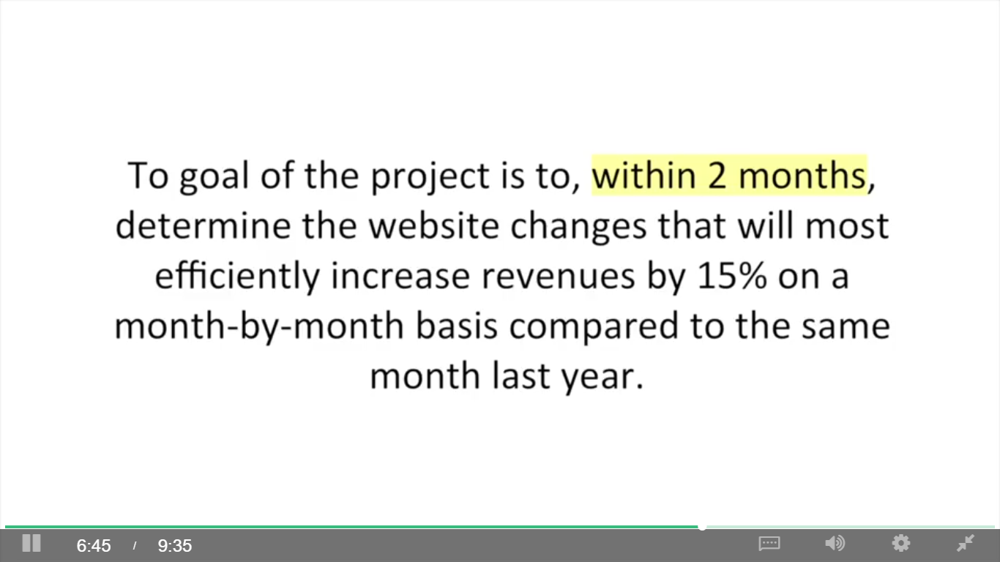 To goal of the project is to, within 2 months,
determine the website changes that will most
efficiently increase revenues by 15% on a
month-by-month basis compared to the same
month last year.
6:45 / 9:35